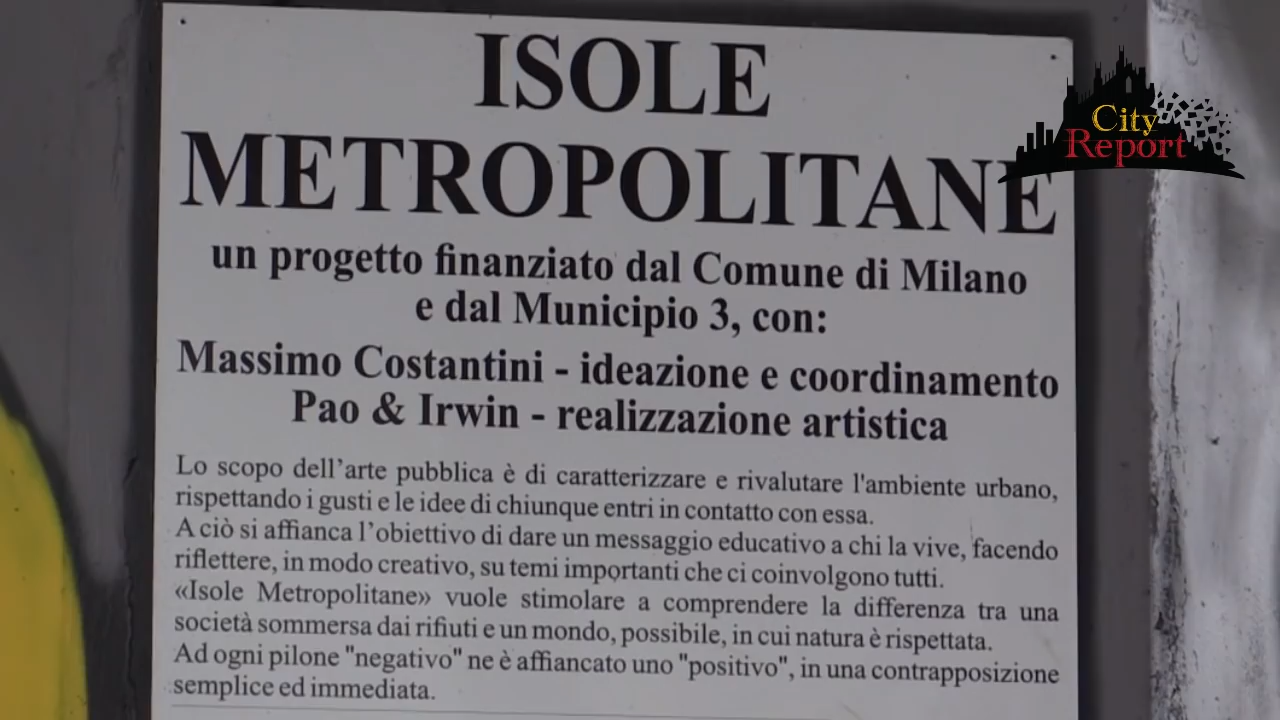 ISOLE
METROPOLITANE
un progetto finanziato dal Comune di Milano
e dal Municipio 3, con:
Massimo Costantini - ideazione e coordinamento
Pao & Irwin - realizzazione artistica
Lo scopo dell’arte pubblica è di caratterizzare e rivalutare l'ambiente urbano,
rispettando i gusti e le idee di chiunque entri in contatto con essa.
A ciò si affianca l’obiettivo di dare un messaggio educativo a chi la vive, facendo
riflettere, in modo creativo, su temi importanti che ci coinvolgono tutti.
«Isole Metropolitane» vuole stimolare a comprendere la differenza tra una
società sommersa dai rifiuti e un mondo, possibile, in cui natura è rispettata.
Ad ogni pilone "negativo" ne è affiancato uno "positivo", in una contrapposizione
semplice ed immediata.
City
Report